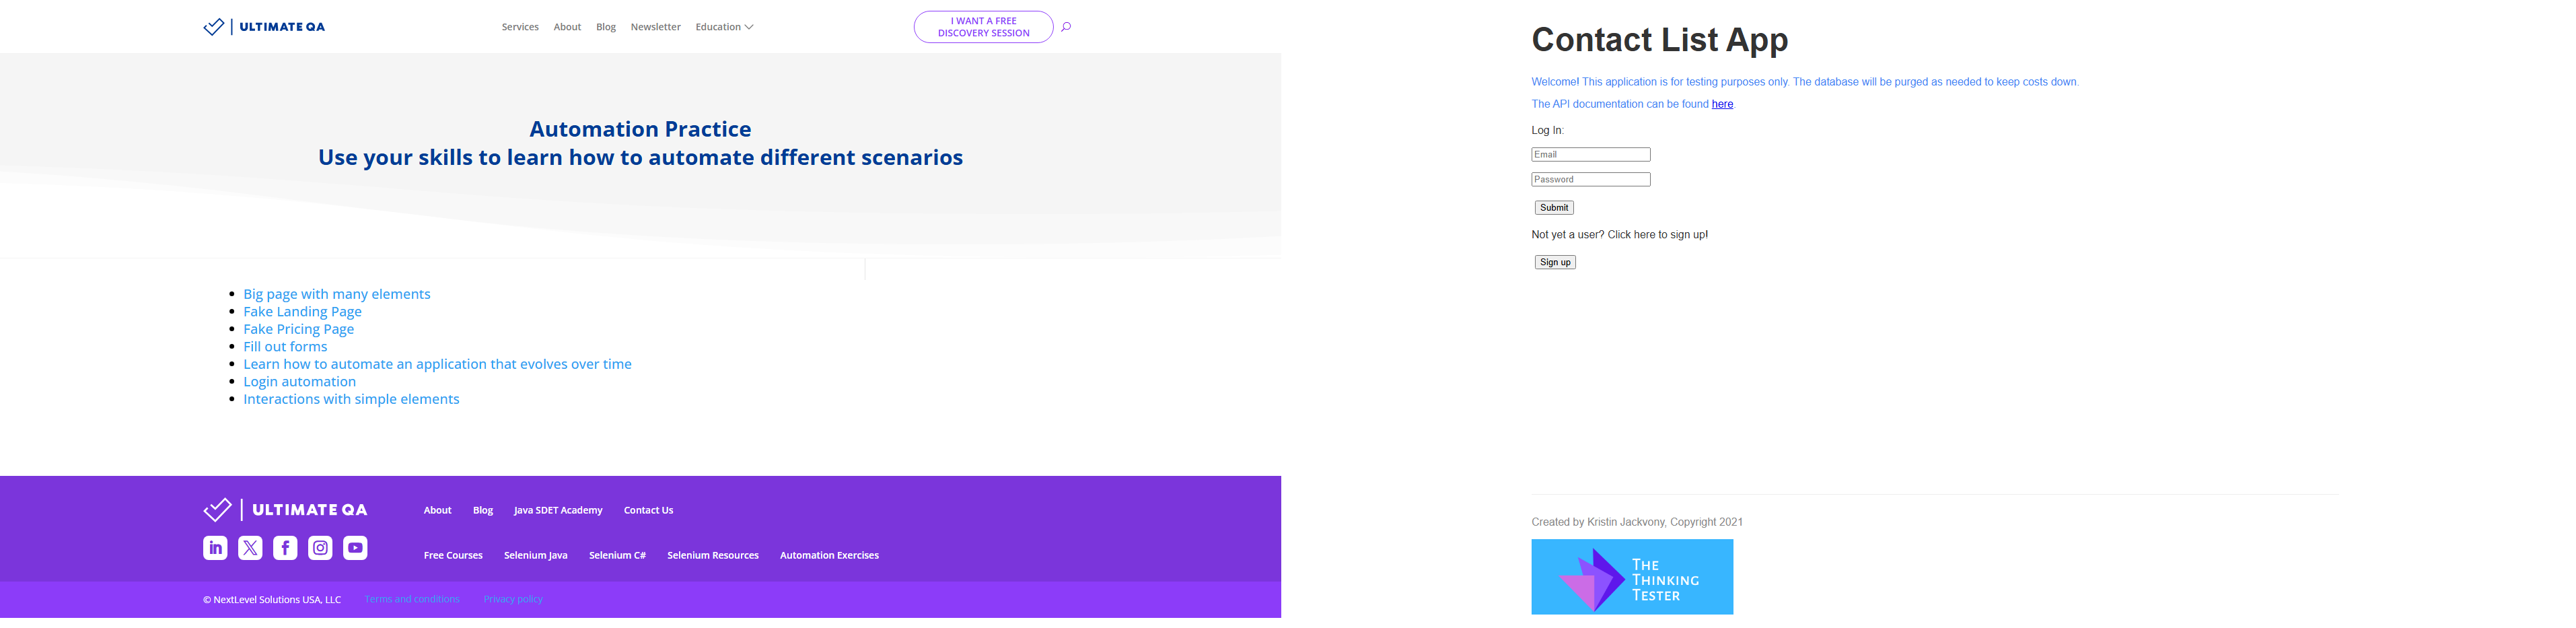 ULTIMATE QA
Services About Blog Newsletter Education
I WANT A FREE
DISCOVERY SESSION
Automation Practice
Use your skills to learn how to automate different scenarios
Big page with many elements
Fake Landing Page
Fake Pricing Page
Fill out forms
Learn how to automate an application that evolves over time
Login automation
Interactions with simple elements
ULTIMATE QA
About Blog Java SDET Academy Contact Us
Free Courses Selenium Java Selenium C# Selenium Resources Automation Exercises
© NextLevel Solutions USA, LLC Terms and conditions Privacy policy
Contact List App
Welcome! This application is for testing purposes only. The database will be purged as needed to keep costs down.
The API documentation can be found here
Log In:
Email
Password
Submit
Not yet a user? Click here to sign up!
Sign up
Created by Kristin Jackvony, Copyright 2021
THE
THINKING
TESTER